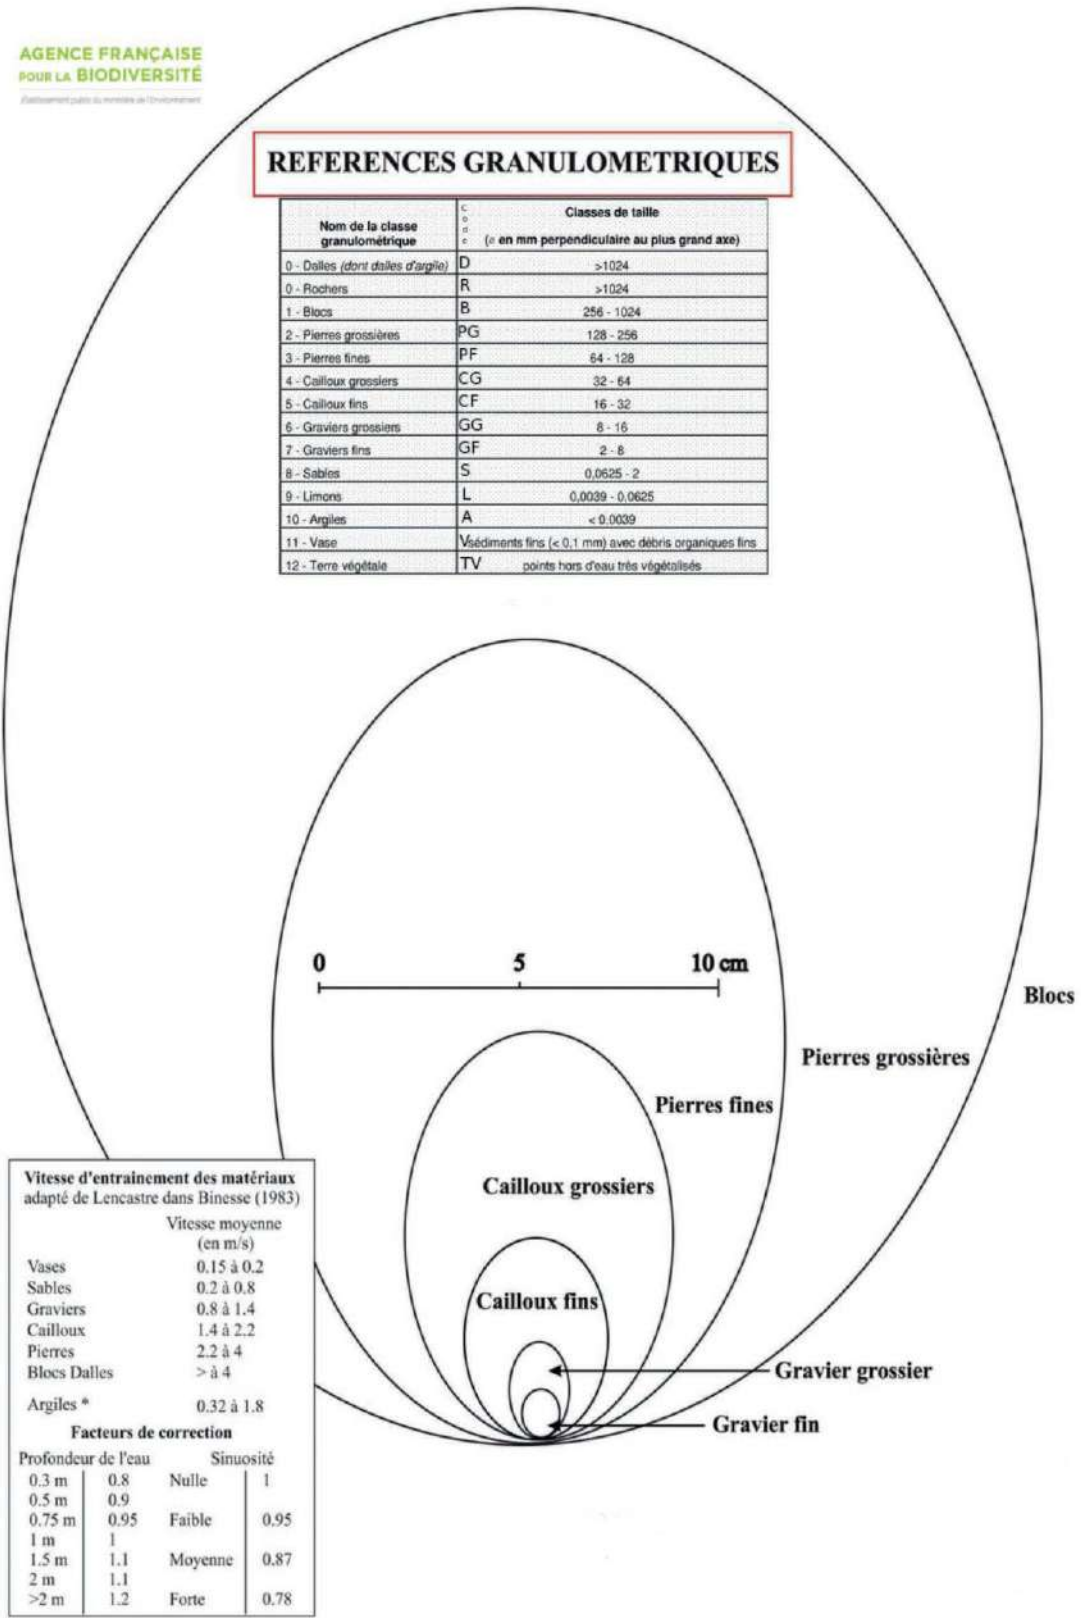 AGENCE FRANÇAISE
POUR LA BIODIVERSITÉ
Établissement public du ministère de l'Environnement
REFERENCES GRANULOMETRIQUES
Nom de la classe granulométrique code Classes de taille (ø en mm perpendiculaire au plus grand axe)
0 - Dalles (dont dalles d'argile) D >1024
0 - Rochers R >1024
1 - Blocs B 256 - 1024
2 - Pierres grossières PG 128 - 256
3 - Pierres fines PF 64 - 128
4 - Cailloux grossiers CG 32 - 64
5 - Cailloux fins CF 16 - 32
6 - Graviers grossiers GG 8 - 16
7 - Graviers fins GF 2 - 8
8 - Sables S 0,0625 - 2
9 - Limons L 0,0039 - 0,0625
10 - Argiles A < 0.0039
11 - Vase V sédiments fins (< 0,1 mm) avec débris organiques fins
12 - Terre végétale TV points hors d'eau très végétalisés
0 5 10 cm
Blocs
Pierres grossières
Pierres fines
Cailloux grossiers
Cailloux fins
Gravier grossier
Gravier fin
Vitesse d'entrainement des matériaux
adapté de Lencastre dans Binesse (1983)
Vitesse moyenne
(en m/s)
Vases 0.15 à 0.2
Sables 0.2 à 0.8
Graviers 0.8 à 1.4
Cailloux 1.4 à 2.2
Pierres 2.2 à 4
Blocs Dalles > à 4
Argiles * 0.32 à 1.8
Facteurs de correction
Profondeur de l'eau Sinuosité
0.3 m 0.8 Nulle 1
0.5 m 0.9
0.75 m 0.95 Faible 0.95
1 m 1
1.5 m 1.1 Moyenne 0.87
2 m 1.1
>2 m 1.2 Forte 0.78